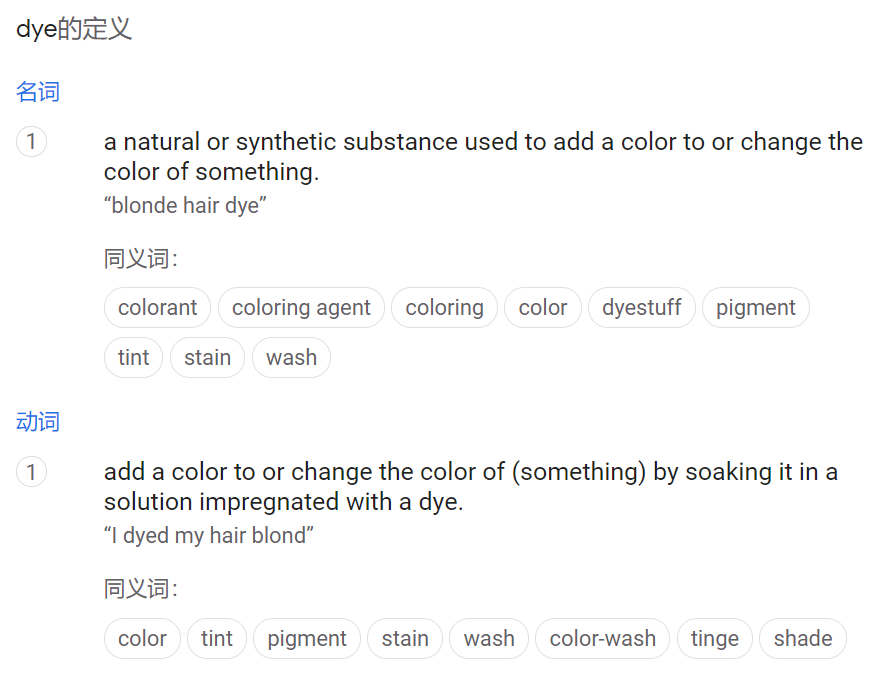 dye的定义
名词
1
a natural or synthetic substance used to add a color to or change the
color of something.
“blonde hair dye”
同义词：
colorant coloring agent coloring color dyestuff pigment
tint stain wash
动词
1
add a color to or change the color of (something) by soaking it in a
solution impregnated with a dye.
“I dyed my hair blond”
同义词：
color tint pigment stain wash color-wash tinge shade